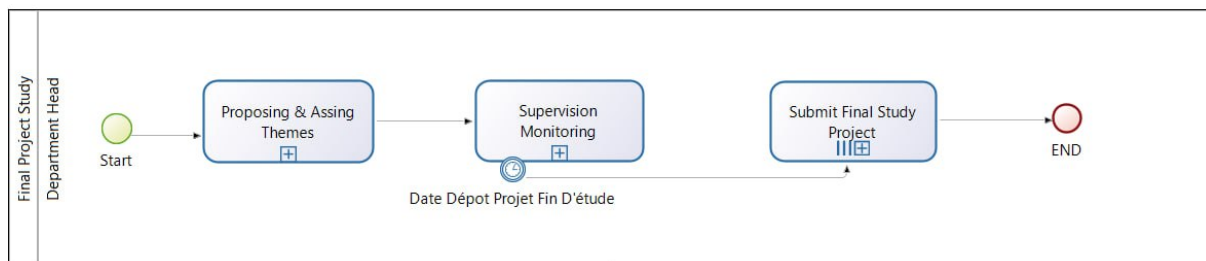 Final Project Study
Department Head
Start
Proposing & Assing
Themes
Supervision
Monitoring
Date Dépot Projet Fin D'étude
Submit Final Study
Project
END